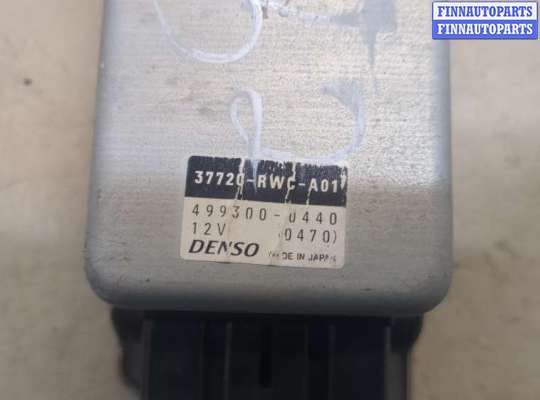 FINNAUTOPARTS
FINNAUTOPARTS
37720-RWC-A01
499300-0440
12V 0470)
DENSO MADE IN JAPAN